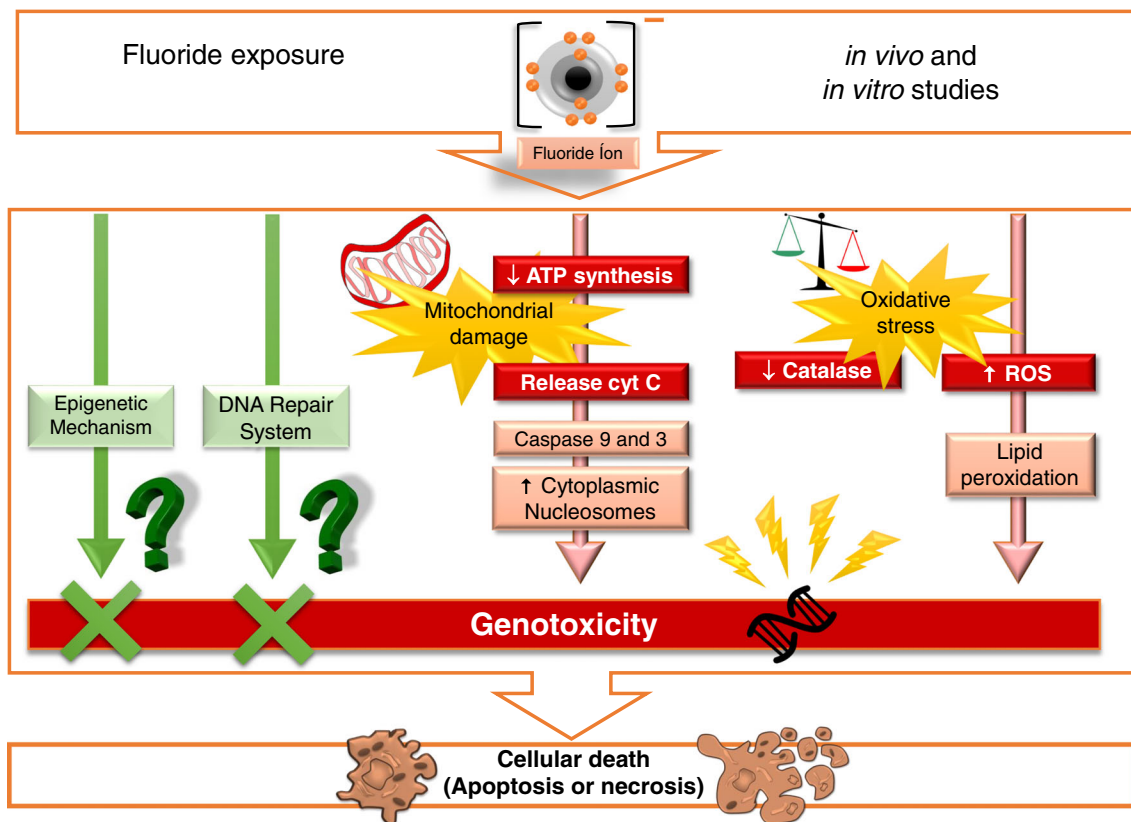 Fluoride exposure
in vivo and
in vitro studies
Fluoride Íon
↓ ATP synthesis
Mitochondrial
damage
Release cyt C
Caspase 9 and 3
↑ Cytoplasmic
Nucleosomes
Oxidative
stress
↓ Catalase
↑ ROS
Lipid
peroxidation
Epigenetic
Mechanism
?
DNA Repair
System
?
Genotoxicity
Cellular death
(Apoptosis or necrosis)